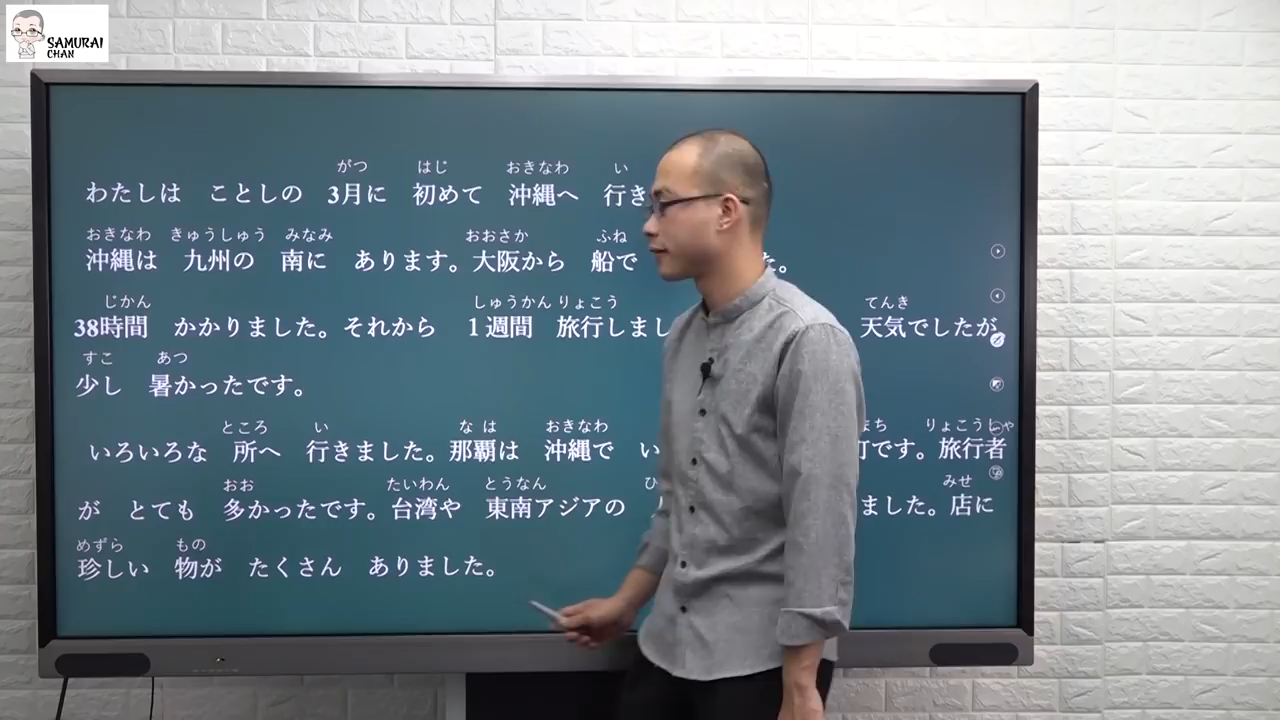 SAMURAI
CHAN
がつ はじ おきなわ い
わたしは ことしの 3月に 初めて 沖縄へ 行き
おきなわ きゅうしゅう みなみ おおさか ふね
沖縄は 九州の 南に あります。大阪から 船で た。
じかん しゅうかん りょこう てんき
38時間 かかりました。それから 1週間 旅行しまし 天気でしたが、
すこ あつ
少し 暑かったです。
ところ い なは おきなわ まち りょこうしゃ
いろいろな 所へ 行きました。那覇は 沖縄で い 町です。旅行者
おお たいわん とうなん ひ みせ
が とても 多かったです。台湾や 東南アジアの ました。店に
めずら もの
珍しい 物が たくさん ありました。